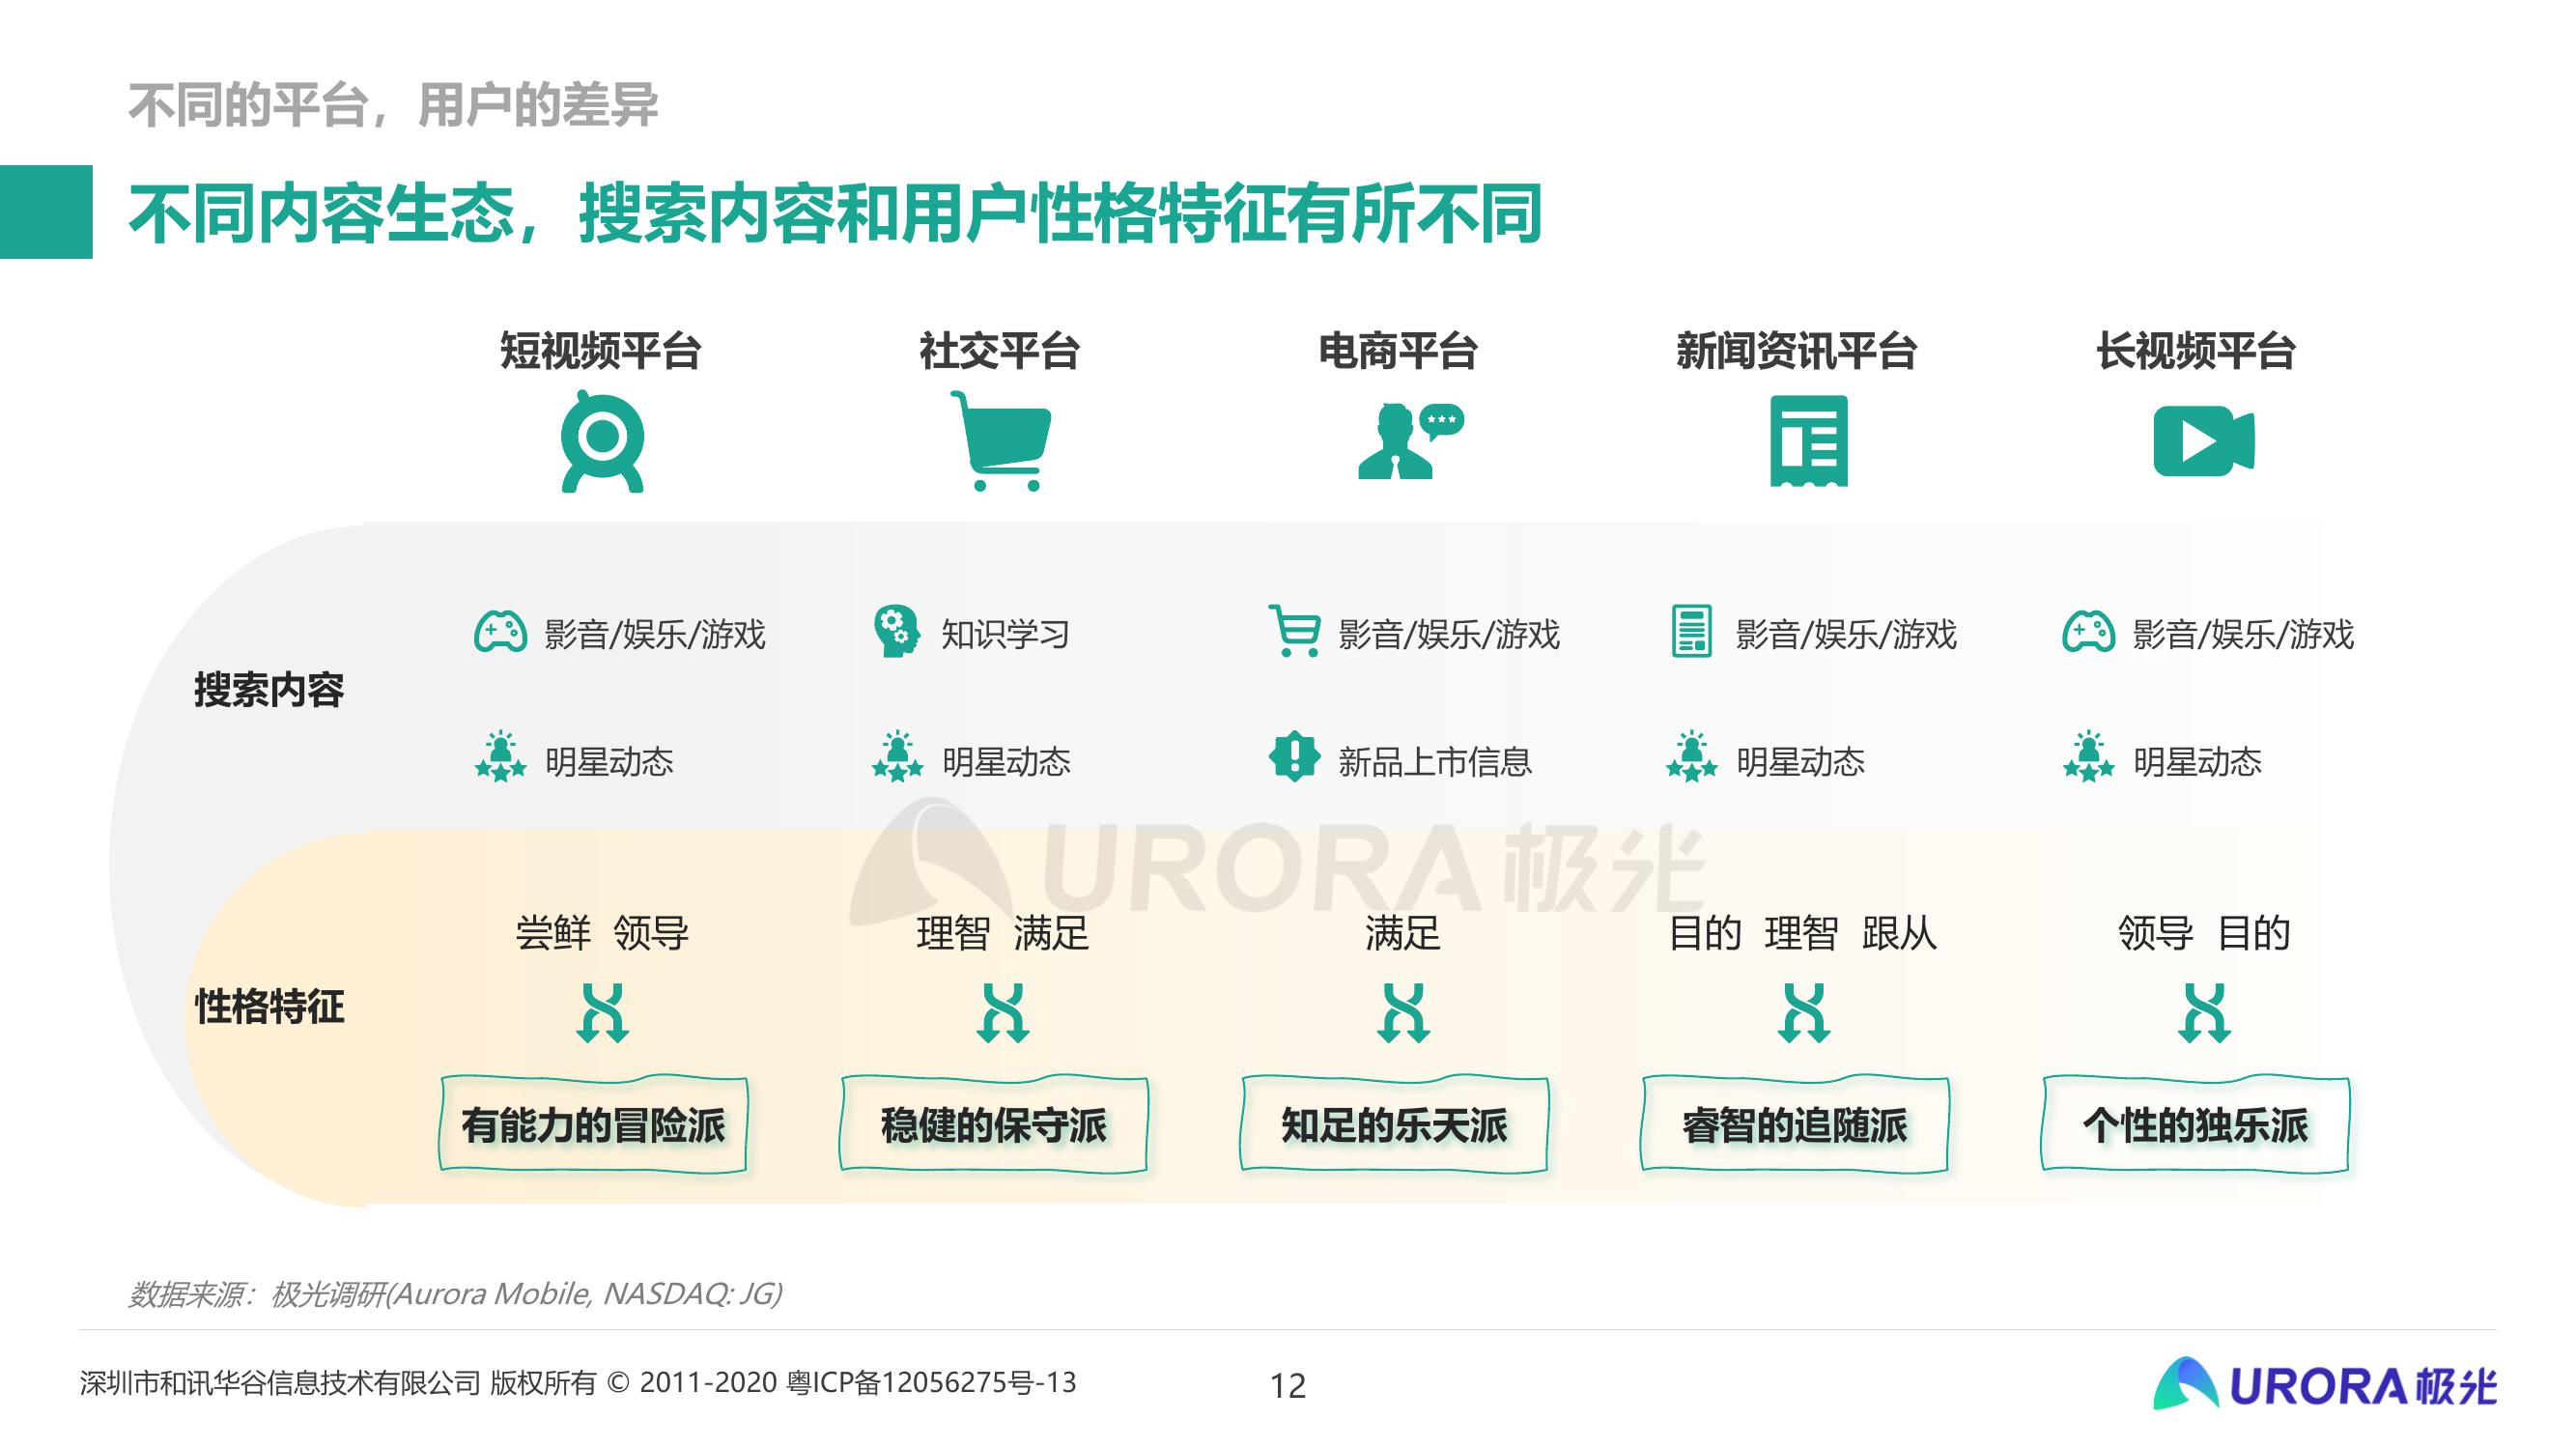 不同的平台，用户的差异
不同内容生态，搜索内容和用户性格特征有所不同
短视频平台 社交平台 电商平台 新闻资讯平台 长视频平台
影音/娱乐/游戏 知识学习 影音/娱乐/游戏 影音/娱乐/游戏 影音/娱乐/游戏
搜索内容
明星动态 明星动态 新品上市信息 明星动态 明星动态
URORA极光
尝鲜 领导 理智 满足 满足 目的 理智 跟从 领导 目的
性格特征
有能力的冒险派 稳健的保守派 知足的乐天派 睿智的追随派 个性的独乐派
数据来源：极光调研(Aurora Mobile, NASDAQ: JG)
深圳市和讯华谷信息技术有限公司 版权所有 © 2011-2020 粤ICP备12056275号-13 12 URORA极光